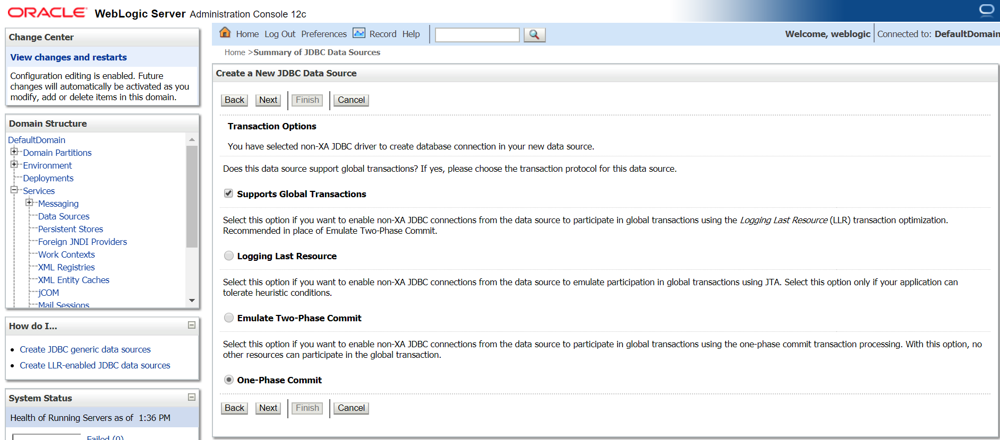 ORACLE WebLogic Server Administration Console 12c
Change Center
View changes and restarts
Configuration editing is enabled. Future
changes will automatically be activated as you
modify, add or delete items in this domain.
Domain Structure
DefaultDomain
Domain Partitions
Environment
Deployments
Services
Messaging
Data Sources
Persistent Stores
Foreign JNDI Providers
Work Contexts
XML Registries
XML Entity Caches
jCOM
Mail Sessions
How do I...
Create JDBC generic data sources
Create LLR-enabled JDBC data sources
System Status
Health of Running Servers as of 1:36 PM
Failed (0)
Home Log Out Preferences Record Help
Welcome, weblogic Connected to: DefaultDomain
Home >Summary of JDBC Data Sources
Create a New JDBC Data Source
Back Next Finish Cancel
Transaction Options
You have selected non-XA JDBC driver to create database connection in your new data source.
Does this data source support global transactions? If yes, please choose the transaction protocol for this data source.
Supports Global Transactions
Select this option if you want to enable non-XA JDBC connections from the data source to participate in global transactions using the Logging Last Resource (LLR) transaction optimization.
Recommended in place of Emulate Two-Phase Commit.
Logging Last Resource
Select this option if you want to enable non-XA JDBC connections from the data source to emulate participation in global transactions using JTA. Select this option only if your application can
tolerate heuristic conditions.
Emulate Two-Phase Commit
Select this option if you want to enable non-XA JDBC connections from the data source to participate in global transactions using the one-phase commit transaction processing. With this option, no
other resources can participate in the global transaction.
One-Phase Commit
Back Next Finish Cancel